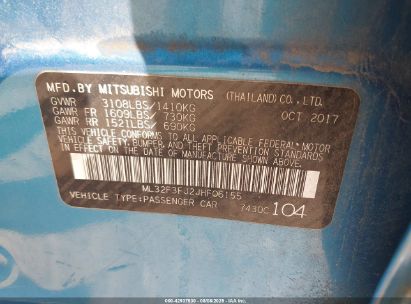 MFD.BY MITSUBISHI MOTORS (THAILAND) CO., LTD.
GVWR 3108LBS/1410KG OCT 2017
GAWR FR 1609LBS/730KG
GAWR RR 1521LBS/690KG
THIS VEHICLE CONFORMS TO ALL APPLICABLE
U.S. FEDERAL MOTOR VEHICLE SAFETY, BUMPER, AND THEFT PREVENTION STANDARDS
IN EFFECT ON THE DATE OF MANUFACTURE SHOWN ABOVE.
ML32F3FJ2JHF06155
VEHICLE TYPE:PASSENGER CAR 7430C 104